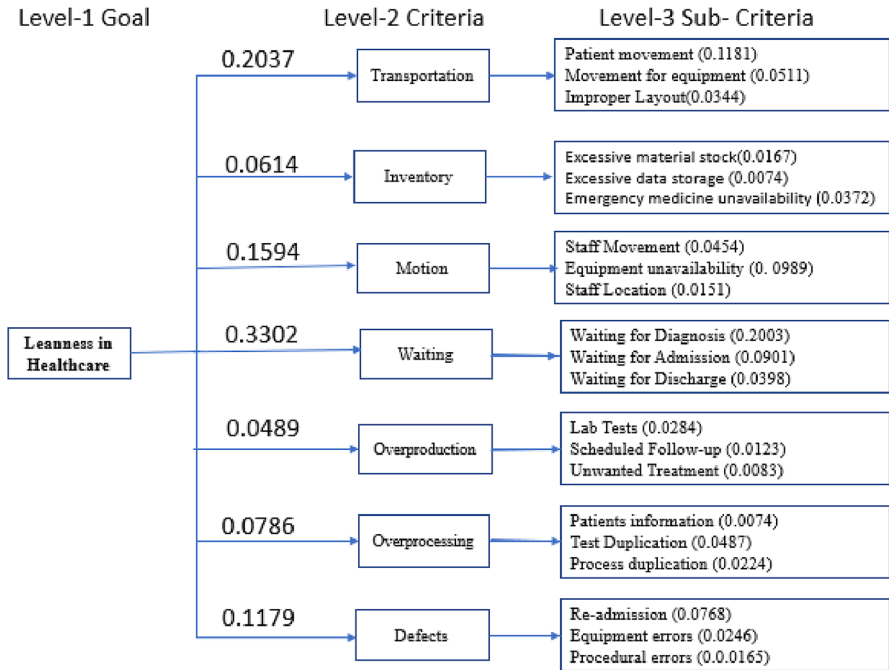 Level-1 Goal
Level-2 Criteria
Level-3 Sub- Criteria
0.2037
Transportation
Patient movement (0.1181)
Movement for equipment (0.0511)
Improper Layout(0.0344)
0.0614
Inventory
Excessive material stock(0.0167)
Excessive data storage (0.0074)
Emergency medicine unavailability (0.0372)
0.1594
Motion
Staff Movement (0.0454)
Equipment unavailability (0. 0989)
Staff Location (0.0151)
Leanness in
Healthcare
0.3302
Waiting
Waiting for Diagnosis (0.2003)
Waiting for Admission (0.0901)
Waiting for Discharge (0.0398)
0.0489
Overproduction
Lab Tests (0.0284)
Scheduled Follow-up (0.0123)
Unwanted Treatment (0.0083)
0.0786
Overprocessing
Patients information (0.0074)
Test Duplication (0.0487)
Process duplication (0.0224)
0.1179
Defects
Re-admission (0.0768)
Equipment errors (0.0246)
Procedural errors (0.0.0165)